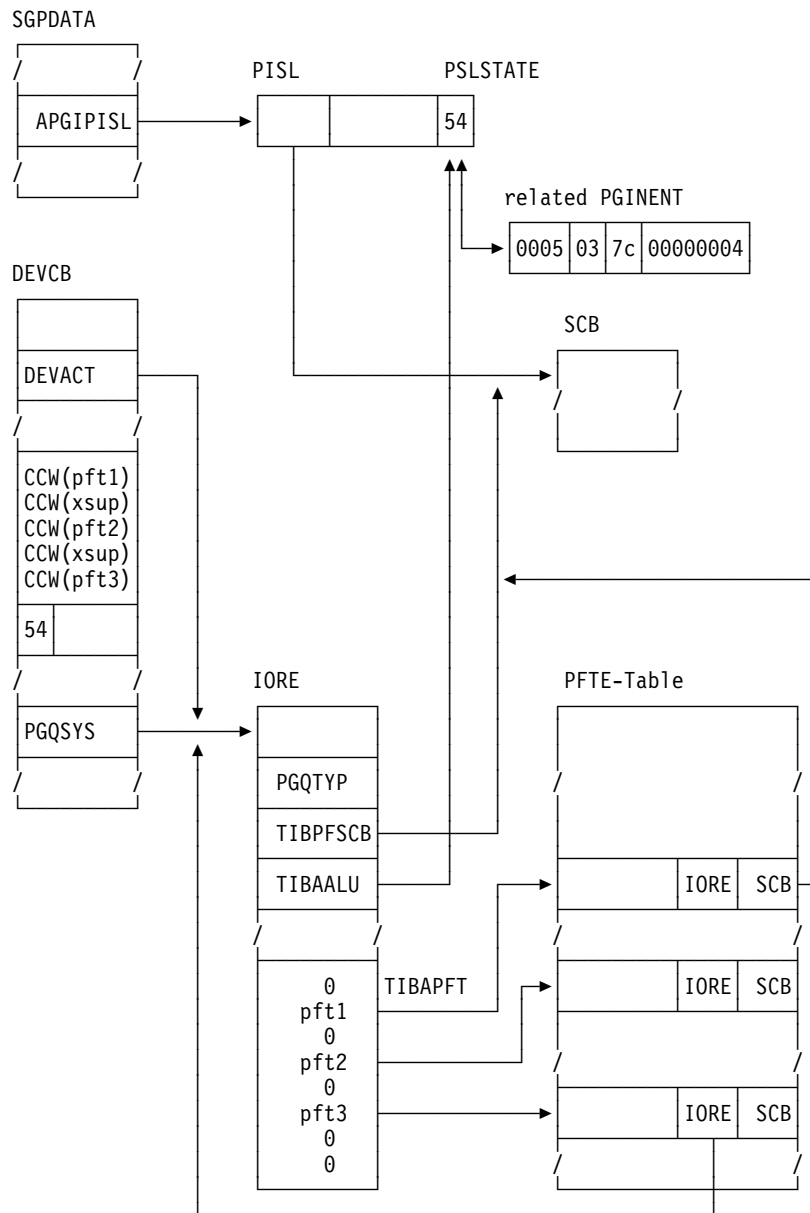 SGPDATA
PISL PSLSTATE
APGIPISL
54
related PGINENT
0005 03 7c 00000004
DEVCB
SCB
DEVACT
CCW(pft1)
CCW(xsup)
CCW(pft2)
CCW(xsup)
CCW(pft3)
54
IORE PFTE-Table
PGQSYS
PGQTYP
TIBPFSCB
TIBAALU
IORE SCB
0 TIBAPFT
IORE SCB
pft1
0
pft2
0
pft3
IORE SCB
0
0